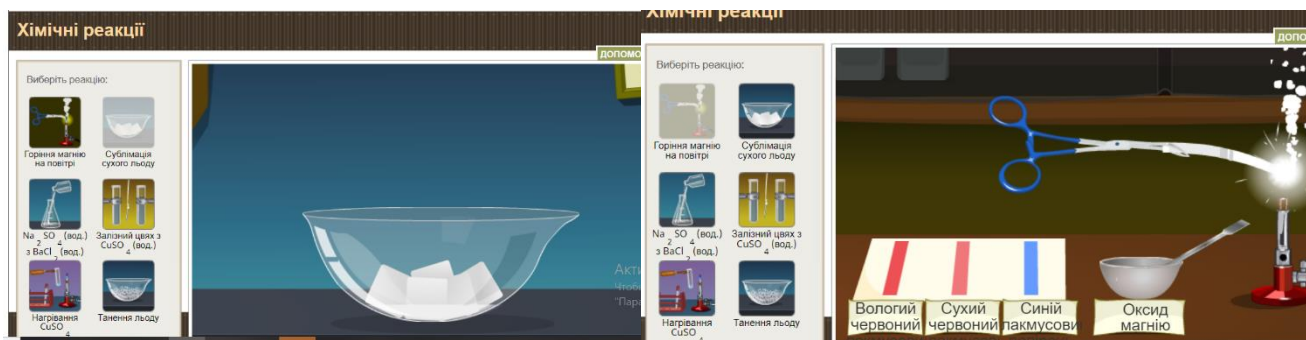 Хімічні реакції
ДОПОМО
Виберіть реакцію:
Горіння магнію
на повітрі
Сублімація
сухого льоду
Na₂SO₄ (вод.)
з BaCl₂ (вод.)
Залізний цвях з
CuSO₄ (вод.)
Нагрівання
CuSO₄
Танення льоду
Хімічні реакції
ДОПО
Виберіть реакцію:
Горіння магнію
на повітрі
Сублімація
сухого льоду
Na₂SO₄ (вод.)
з BaCl₂ (вод.)
Залізний цвях з
CuSO₄ (вод.)
Нагрівання
CuSO₄
Танення льоду
Вологий
червоний
Сухий
червоний
Синій
лакмусови
Оксид
магнію